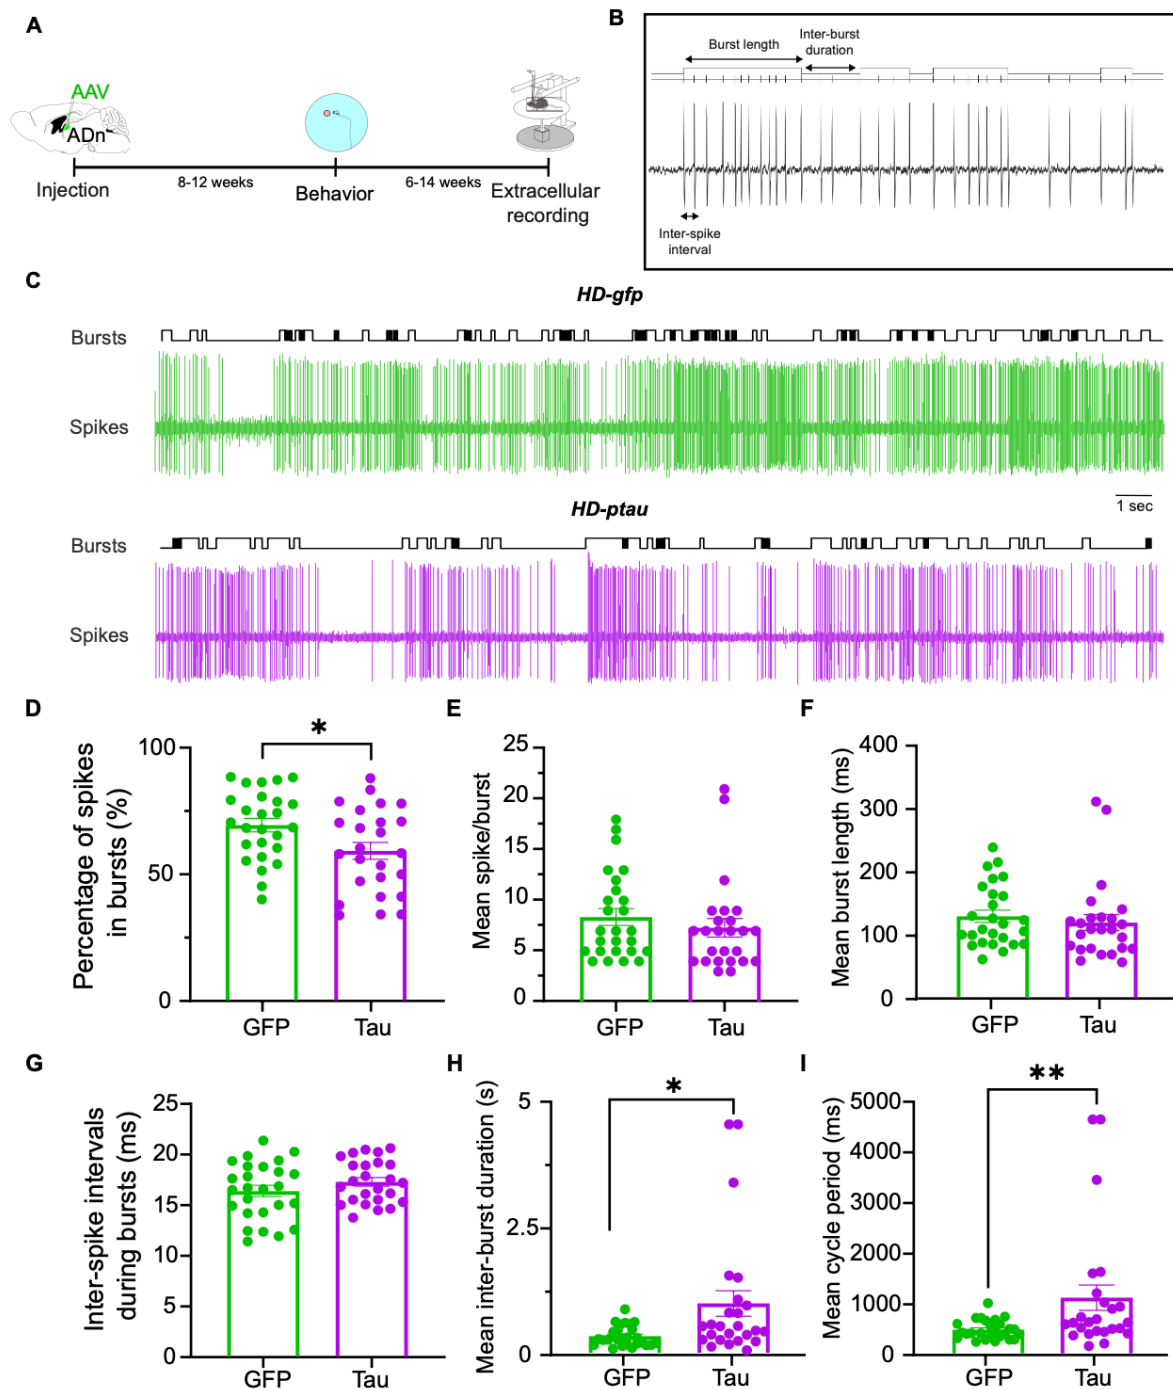 A
AAV
ADn
Injection
8-12 weeks
Behavior
6-14 weeks
Extracellular
recording
B
Burst length
Inter-burst
duration
Inter-spike
interval
C
HD-gfp
Bursts
Spikes
1 sec
HD-ptau
Bursts
Spikes
D
Percentage of spikes
in bursts (%)
100
50
0
*
GFP
Tau
E
Mean spike/burst
25
20
15
10
5
0
GFP
Tau
F
Mean burst length (ms)
400
300
200
100
0
GFP
Tau
G
Inter-spike intervals
during bursts (ms)
25
20
15
10
5
0
GFP
Tau
H
Mean inter-burst duration (s)
5
2.5
0
*
GFP
Tau
I
Mean cycle period (ms)
5000
4000
3000
2000
1000
0
**
GFP
Tau